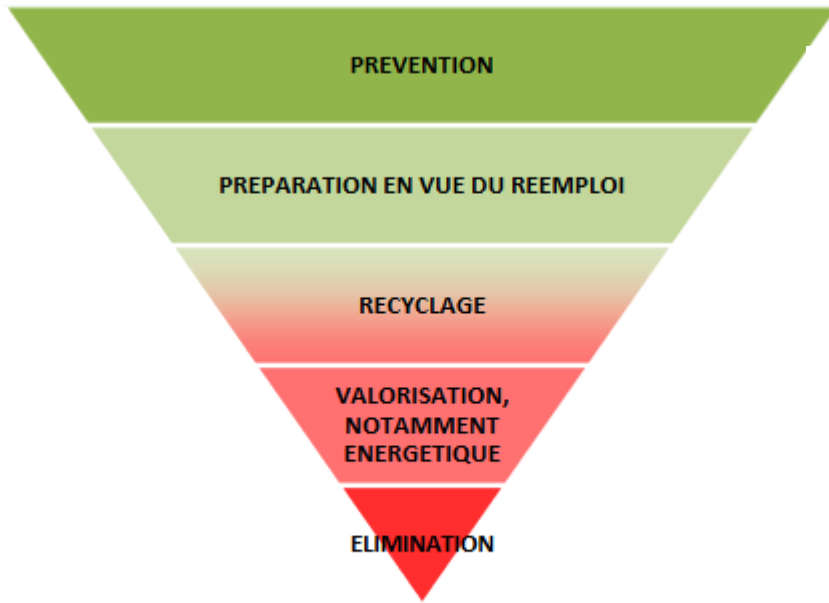 PREVENTION
PREPARATION EN VUE DU REEMPLOI
RECYCLAGE
VALORISATION,
NOTAMMENT
ENERGETIQUE
ELIMINATION